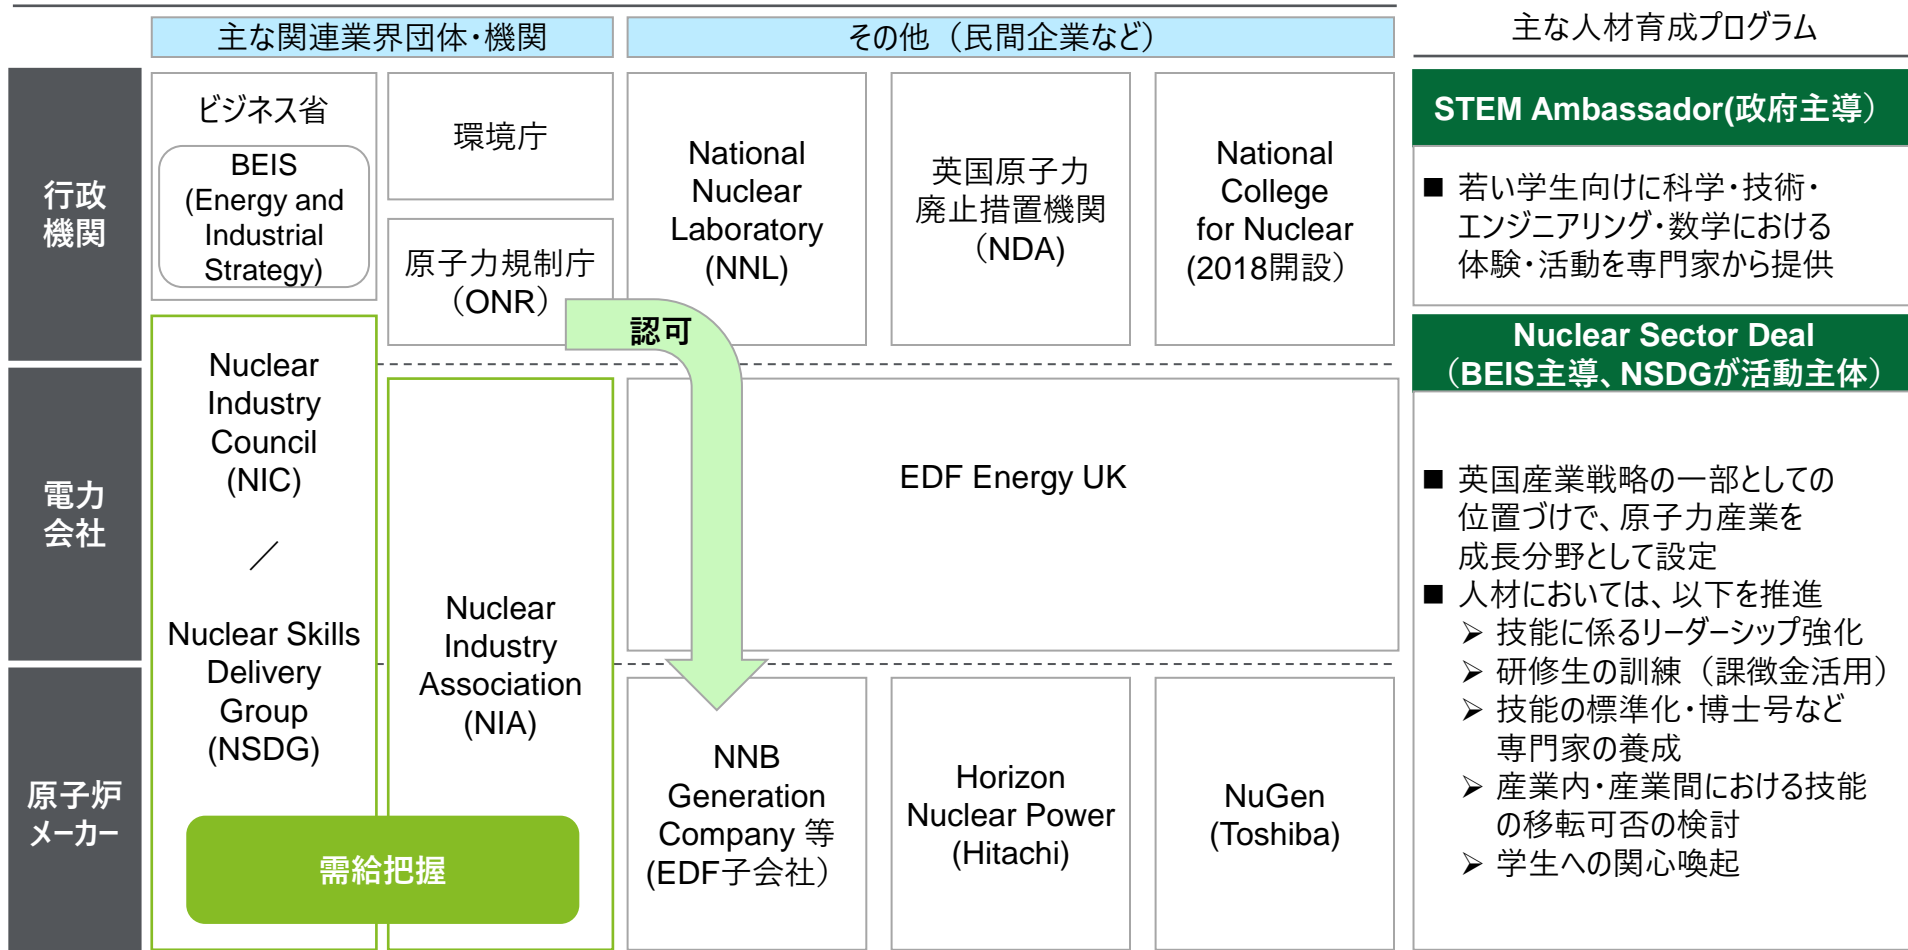 主な関連業界団体・機関
その他（民間企業など）
主な人材育成プログラム
行政
機関
ビジネス省
BEIS
(Energy and
Industrial
Strategy)
環境庁
原子力規制庁
（ONR）
National
Nuclear
Laboratory
(NNL)
英国原子力
廃止措置機関
（NDA）
National
College
for Nuclear
(2018開設）
認可
電力
会社
原子炉
メーカー
Nuclear
Industry
Council
(NIC)
／
Nuclear Skills
Delivery
Group
(NSDG)
Nuclear
Industry
Association
(NIA)
需給把握
EDF Energy UK
NNB
Generation
Company 等
(EDF子会社）
Horizon
Nuclear Power
(Hitachi)
NuGen
(Toshiba)
STEM Ambassador(政府主導）
■ 若い学生向けに科学・技術・
エンジニアリング・数学における
体験・活動を専門家から提供
Nuclear Sector Deal
（BEIS主導、NSDGが活動主体）
■ 英国産業戦略の一部としての
位置づけで、原子力産業を
成長分野として設定
■ 人材においては、以下を推進
➢ 技能に係るリーダーシップ強化
➢ 研修生の訓練（課徴金活用）
➢ 技能の標準化・博士号など
専門家の養成
➢ 産業内・産業間における技能
の移転可否の検討
➢ 学生への関心喚起